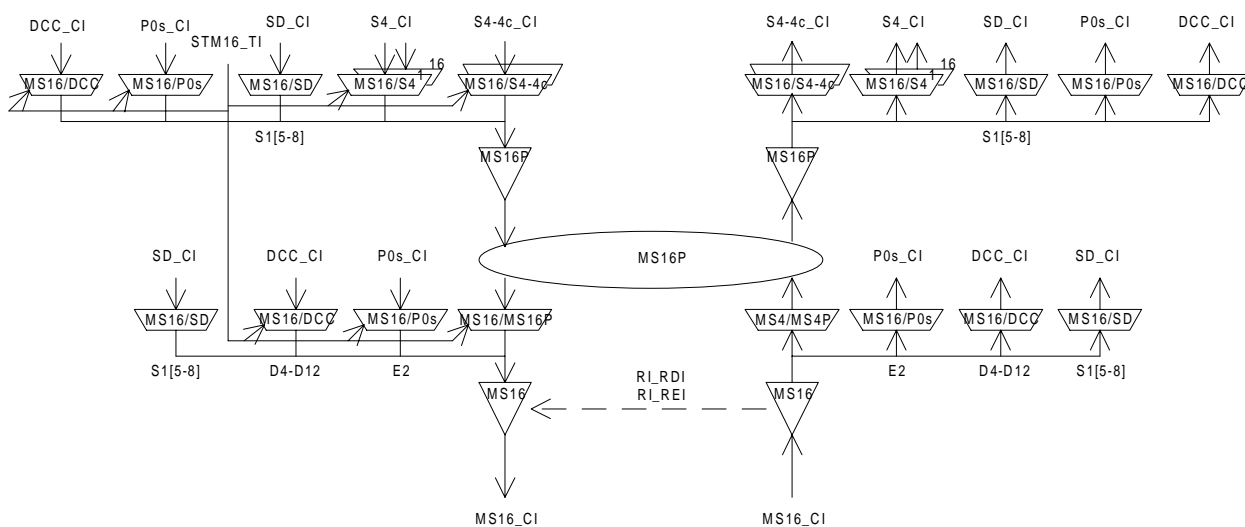 DCC_CI P0s_CI SD_CI S4_CI S4-4c_CI S4-4c_CI S4_CI SD_CI P0s_CI DCC_CI
STM16_TI
16 16
MS16/DCC MS16/P0s MS16/SD MS16/S4 1 MS16/S4-4c MS16/S4-4c MS16/S4 1 MS16/SD MS16/P0s MS16/DCC
S1[5-8] S1[5-8]
MS16P MS16P
SD_CI DCC_CI P0s_CI MS16P P0s_CI DCC_CI SD_CI
MS16/SD MS16/DCC MS16/P0s MS16/MS16P MS4/MS4P MS16/P0s MS16/DCC MS16/SD
S1[5-8] D4-D12 E2 E2 D4-D12 S1[5-8]
RI_RDI
MS16 RI_REI MS16
MS16_CI MS16_CI